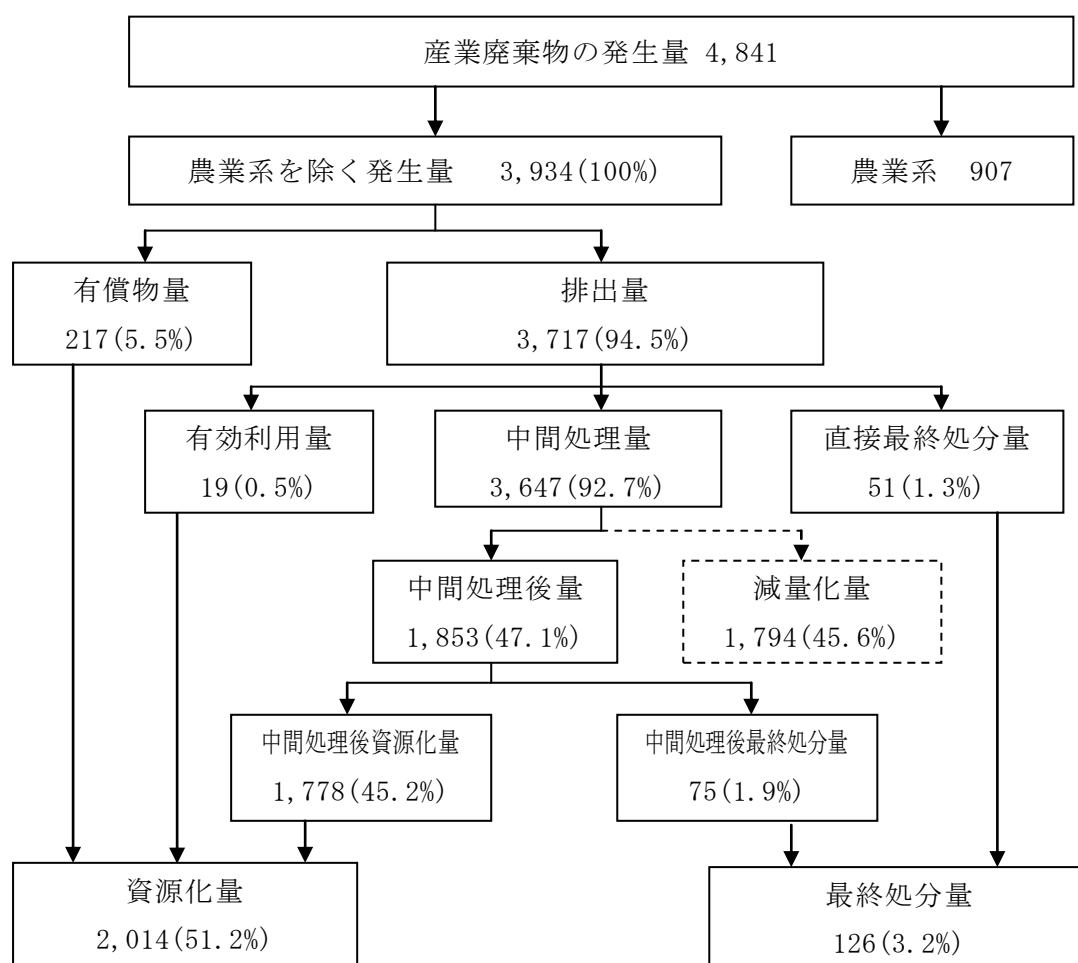 産業廃棄物の発生量 4,841
農業系を除く発生量 3,934(100%)
農業系 907
有償物量
217(5.5%)
排出量
3,717(94.5%)
有効利用量
19(0.5%)
中間処理量
3,647(92.7%)
直接最終処分量
51(1.3%)
中間処理後量
1,853(47.1%)
減量化量
1,794(45.6%)
中間処理後資源化量
1,778(45.2%)
中間処理後最終処分量
75(1.9%)
資源化量
2,014(51.2%)
最終処分量
126(3.2%)